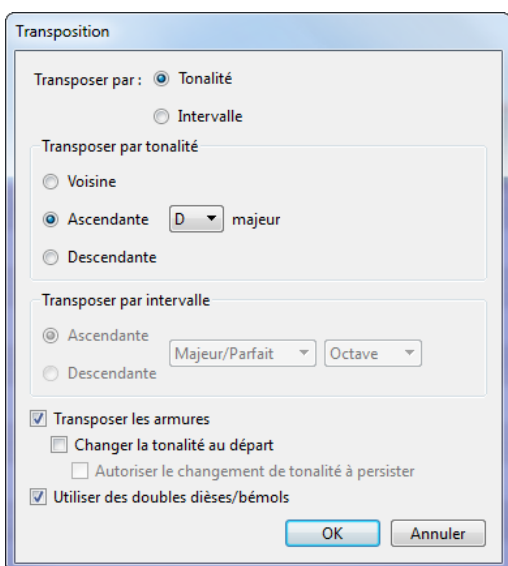 Transposition
Transposer par : Tonalité
Intervalle
Transposer par tonalité
Voisine
Ascendante D majeur
Descendante
Transposer par intervalle
Ascendante
Majeur/Parfait Octave
Descendante
Transposer les armures
Changer la tonalité au départ
Autoriser le changement de tonalité à persister
Utiliser des doubles dièses/bémols
OK Annuler